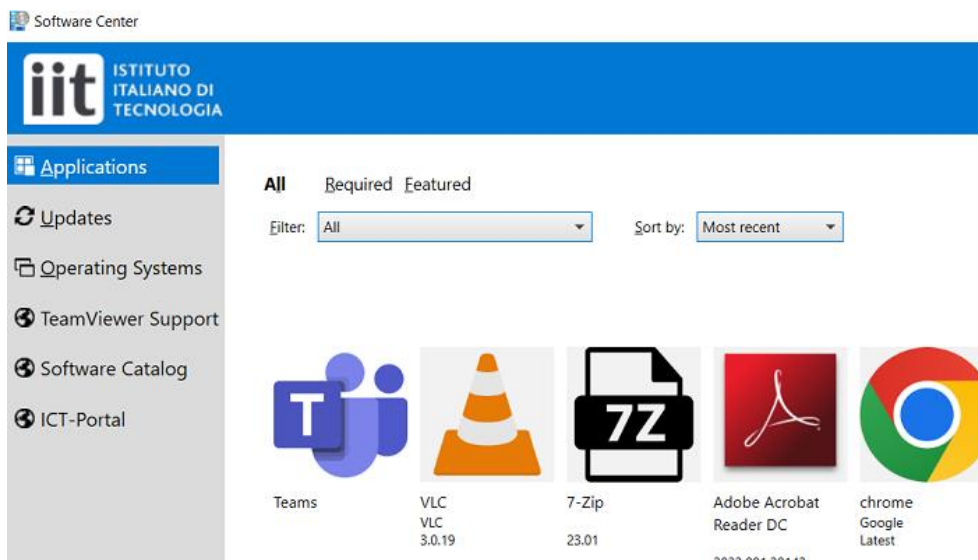 Software Center
iit
ISTITUTO
ITALIANO DI
TECNOLOGIA
Applications
Updates
Operating Systems
TeamViewer Support
Software Catalog
ICT-Portal
All Required Featured
Filter: All Sort by: Most recent
T
7Z
Teams
VLC
VLC
3.0.19
7-Zip
23.01
Adobe Acrobat
Reader DC
chrome
Google
Latest